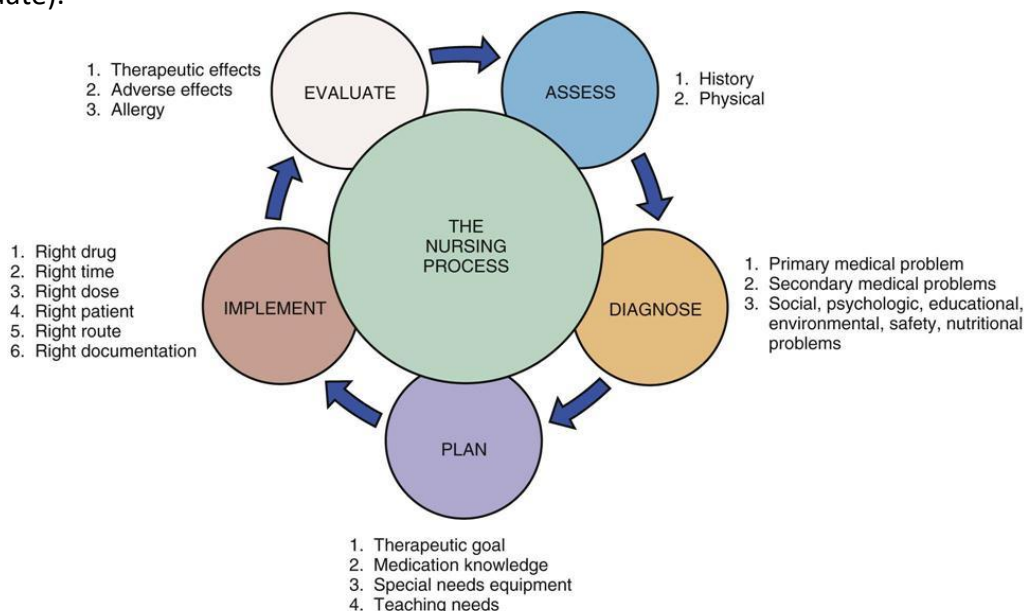 EVALUATE
1. Therapeutic effects
2. Adverse effects
3. Allergy
ASSESS
1. History
2. Physical
THE
NURSING
PROCESS
DIAGNOSE
1. Primary medical problem
2. Secondary medical problems
3. Social, psychologic, educational,
environmental, safety, nutritional
problems
PLAN
1. Therapeutic goal
2. Medication knowledge
3. Special needs equipment
4. Teaching needs
IMPLEMENT
1. Right drug
2. Right time
3. Right dose
4. Right patient
5. Right route
6. Right documentation